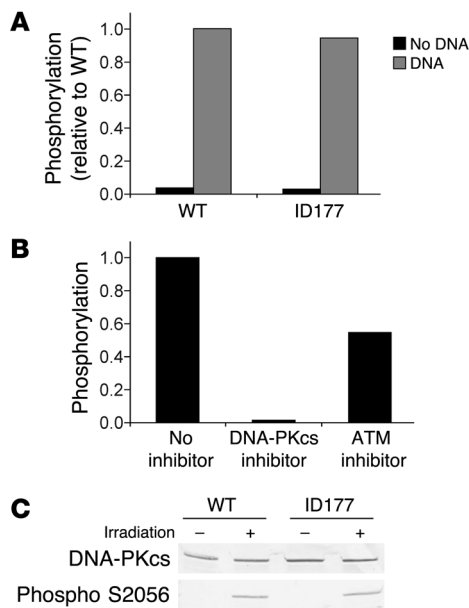 A
Phosphorylation
(relative to WT)
1.0
0.8
0.6
0.4
0.2
0.0
WT
ID177
No DNA
DNA
B
Phosphorylation
1.0
0.8
0.6
0.4
0.2
0.0
No
inhibitor
DNA-PKcs
inhibitor
ATM
inhibitor
C
WT
ID177
Irradiation
–
+
–
+
DNA-PKcs
Phospho S2056